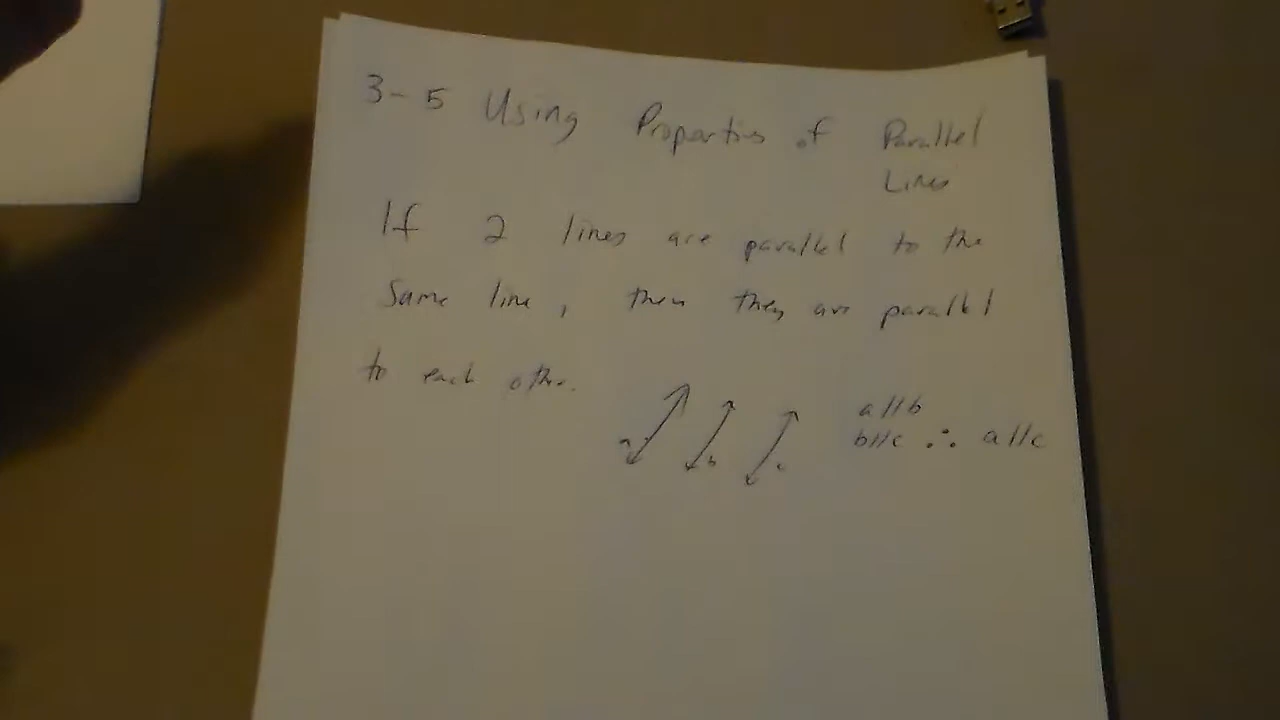 3-5 Using Properties of Parallel
Lines
If 2 lines are parallel to the
same line, then they are parallel
to each other.
a b c
a//b
b//c ∴ a//c